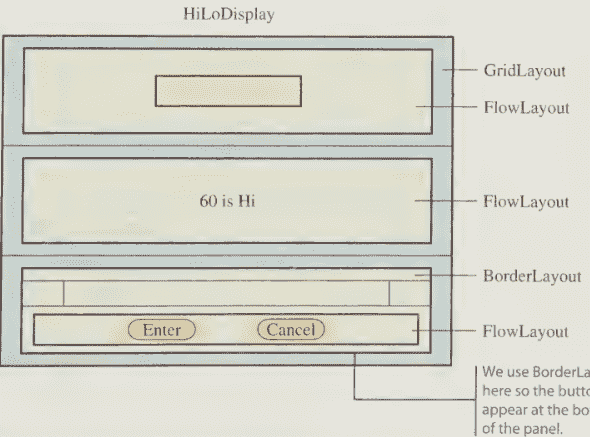 HiLoDisplay
GridLayout
FlowLayout
60 is Hi
FlowLayout
BorderLayout
Enter
Cancel
FlowLayout
We use BorderLa
here so the butto
appear at the bo
of the panel.